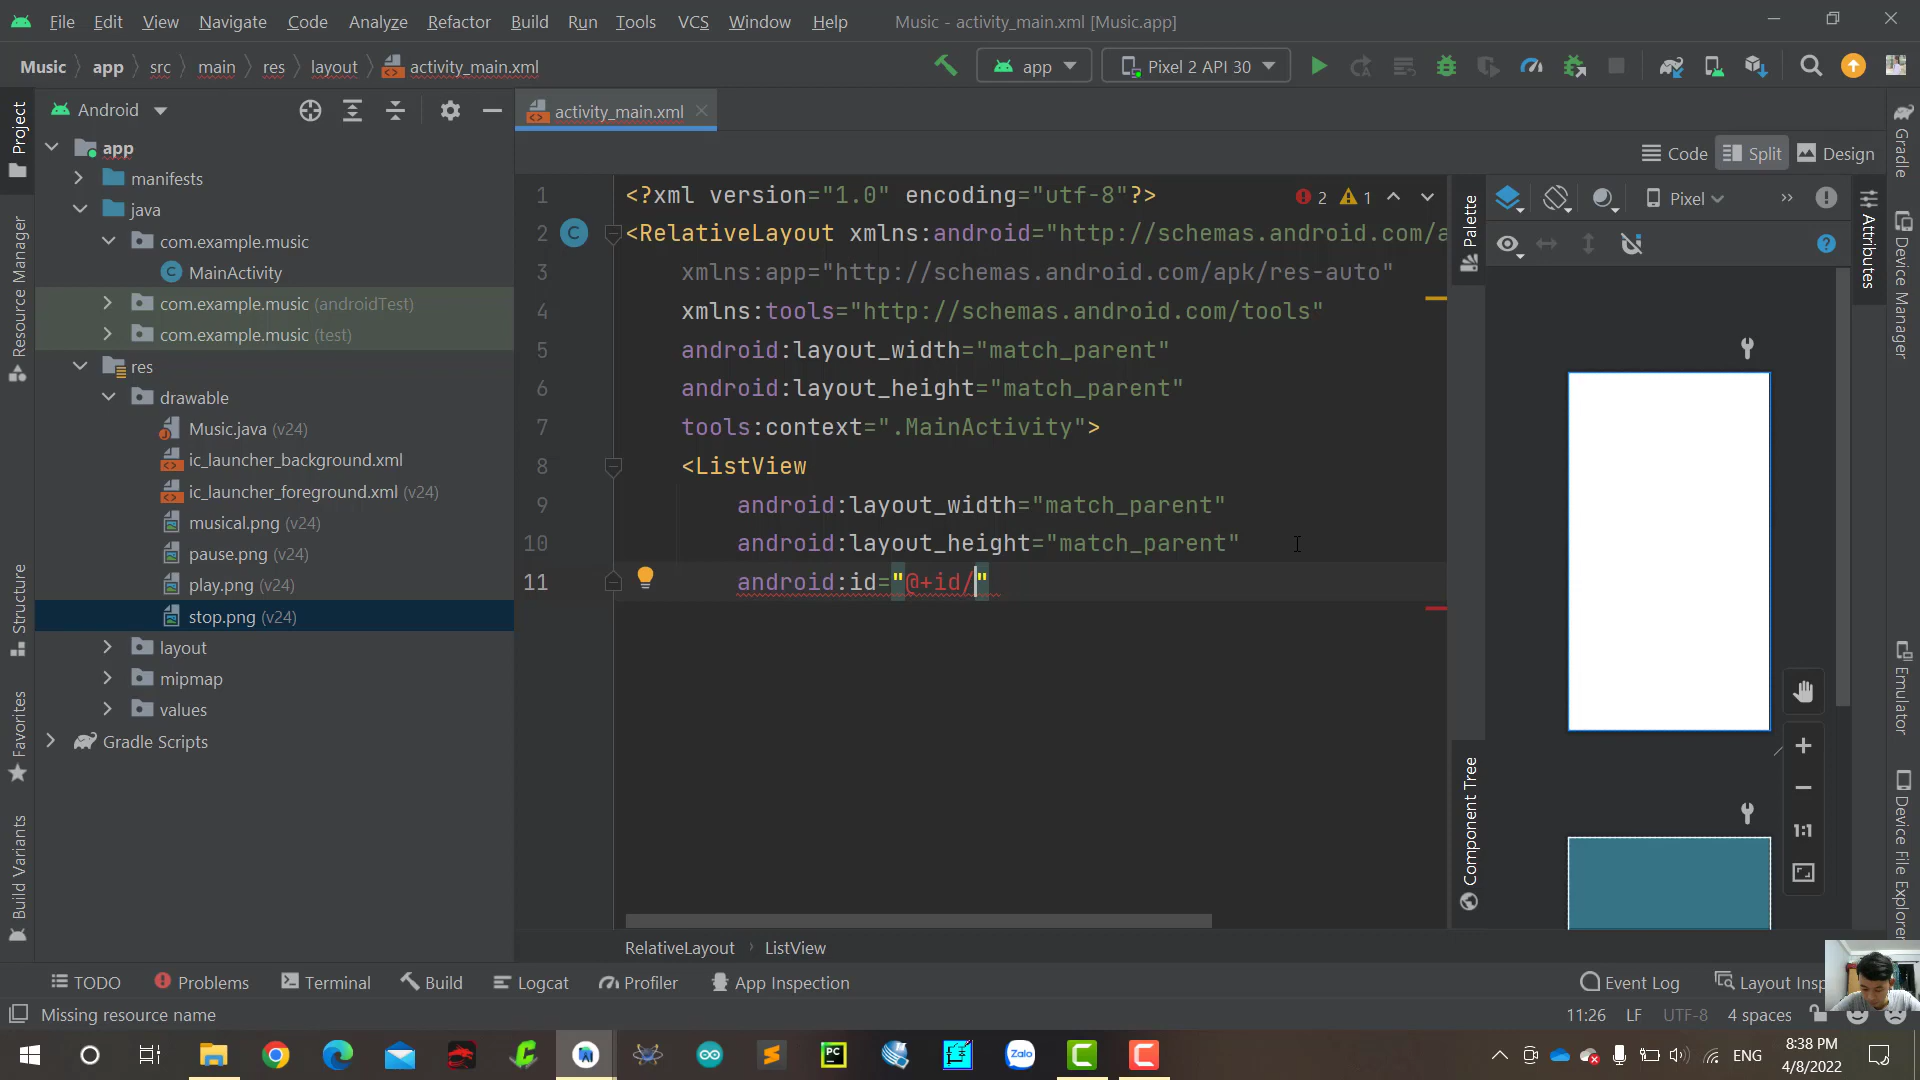 File Edit View Navigate Code Analyze Refactor Build Run Tools VCS Window Help Music - activity_main.xml [Music.app]
Music app src main res layout activity_main.xml app Pixel 2 API 30
Android activity_main.xml
Code Split Design
Project
Resource Manager
Structure
Favorites
Build Variants
app
manifests
java
com.example.music
MainActivity
com.example.music (androidTest)
com.example.music (test)
res
drawable
Music.java (v24)
ic_launcher_background.xml
ic_launcher_foreground.xml (v24)
musical.png (v24)
pause.png (v24)
play.png (v24)
stop.png (v24)
layout
mipmap
values
Gradle Scripts
1 <?xml version="1.0" encoding="utf-8"?> 2 1
2 C <RelativeLayout xmlns:android="http://schemas.android.com/a
3 xmlns:app="http://schemas.android.com/apk/res-auto"
4 xmlns:tools="http://schemas.android.com/tools"
5 android:layout_width="match_parent"
6 android:layout_height="match_parent"
7 tools:context=".MainActivity">
8 <ListView
9 android:layout_width="match_parent"
10 android:layout_height="match_parent"
11 android:id="@+id/"
RelativeLayout ListView
Palette
Component Tree
Pixel
1:1
Attributes
Gradle
Device Manager
Emulator
Device File Explorer
TODO Problems Terminal Build Logcat Profiler App Inspection Event Log Layout Insp
Missing resource name 11:26 LF UTF-8 4 spaces
PC Zalo ENG 8:38 PM
4/8/2022